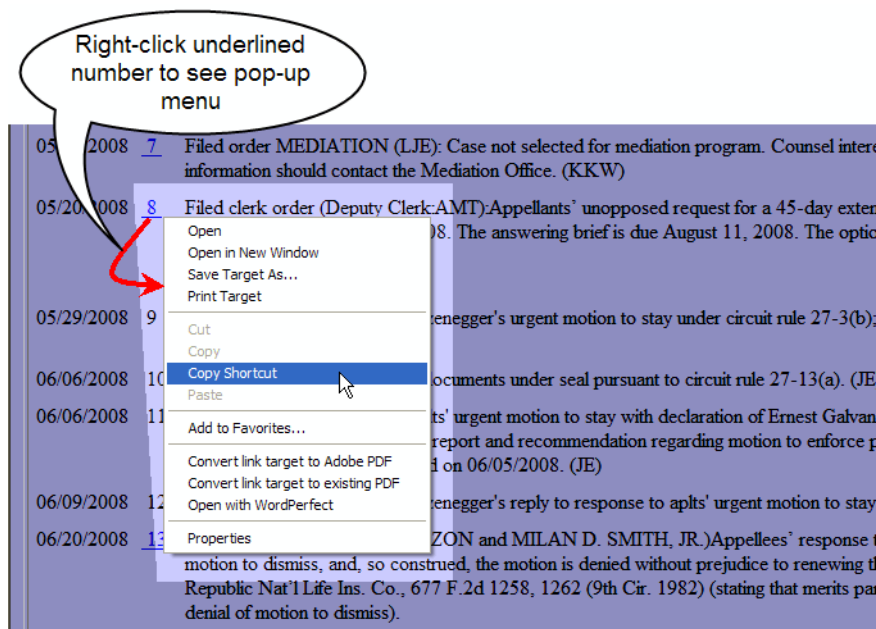 Right-click underlined
number to see pop-up
menu
05 2008 7 Filed order MEDIATION (LJE): Case not selected for mediation program. Counsel intere
information should contact the Mediation Office. (KKW)
05/20/2008 8 Filed clerk order (Deputy Clerk:AMT):Appellants' unopposed request for a 45-day exten
08. The answering brief is due August 11, 2008. The optic
Open
Open in New Window
Save Target As...
Print Target
Cut
Copy
Copy Shortcut
Paste
Add to Favorites...
Convert link target to Adobe PDF
Convert link target to existing PDF
Open with WordPerfect
Properties
05/29/2008 9 zenegger's urgent motion to stay under circuit rule 27-3(b);
06/06/2008 10 ocuments under seal pursuant to circuit rule 27-13(a). (JE
06/06/2008 11 lts' urgent motion to stay with declaration of Ernest Galvan
report and recommendation regarding motion to enforce p
d on 06/05/2008. (JE)
06/09/2008 12 zenegger's reply to response to aplts' urgent motion to stay
06/20/2008 13 ZON and MILAN D. SMITH, JR.)Appellees' response t
motion to dismiss, and, so construed, the motion is denied without prejudice to renewing th
Republic Nat'l Life Ins. Co., 677 F.2d 1258, 1262 (9th Cir. 1982) (stating that merits pan
denial of motion to dismiss).